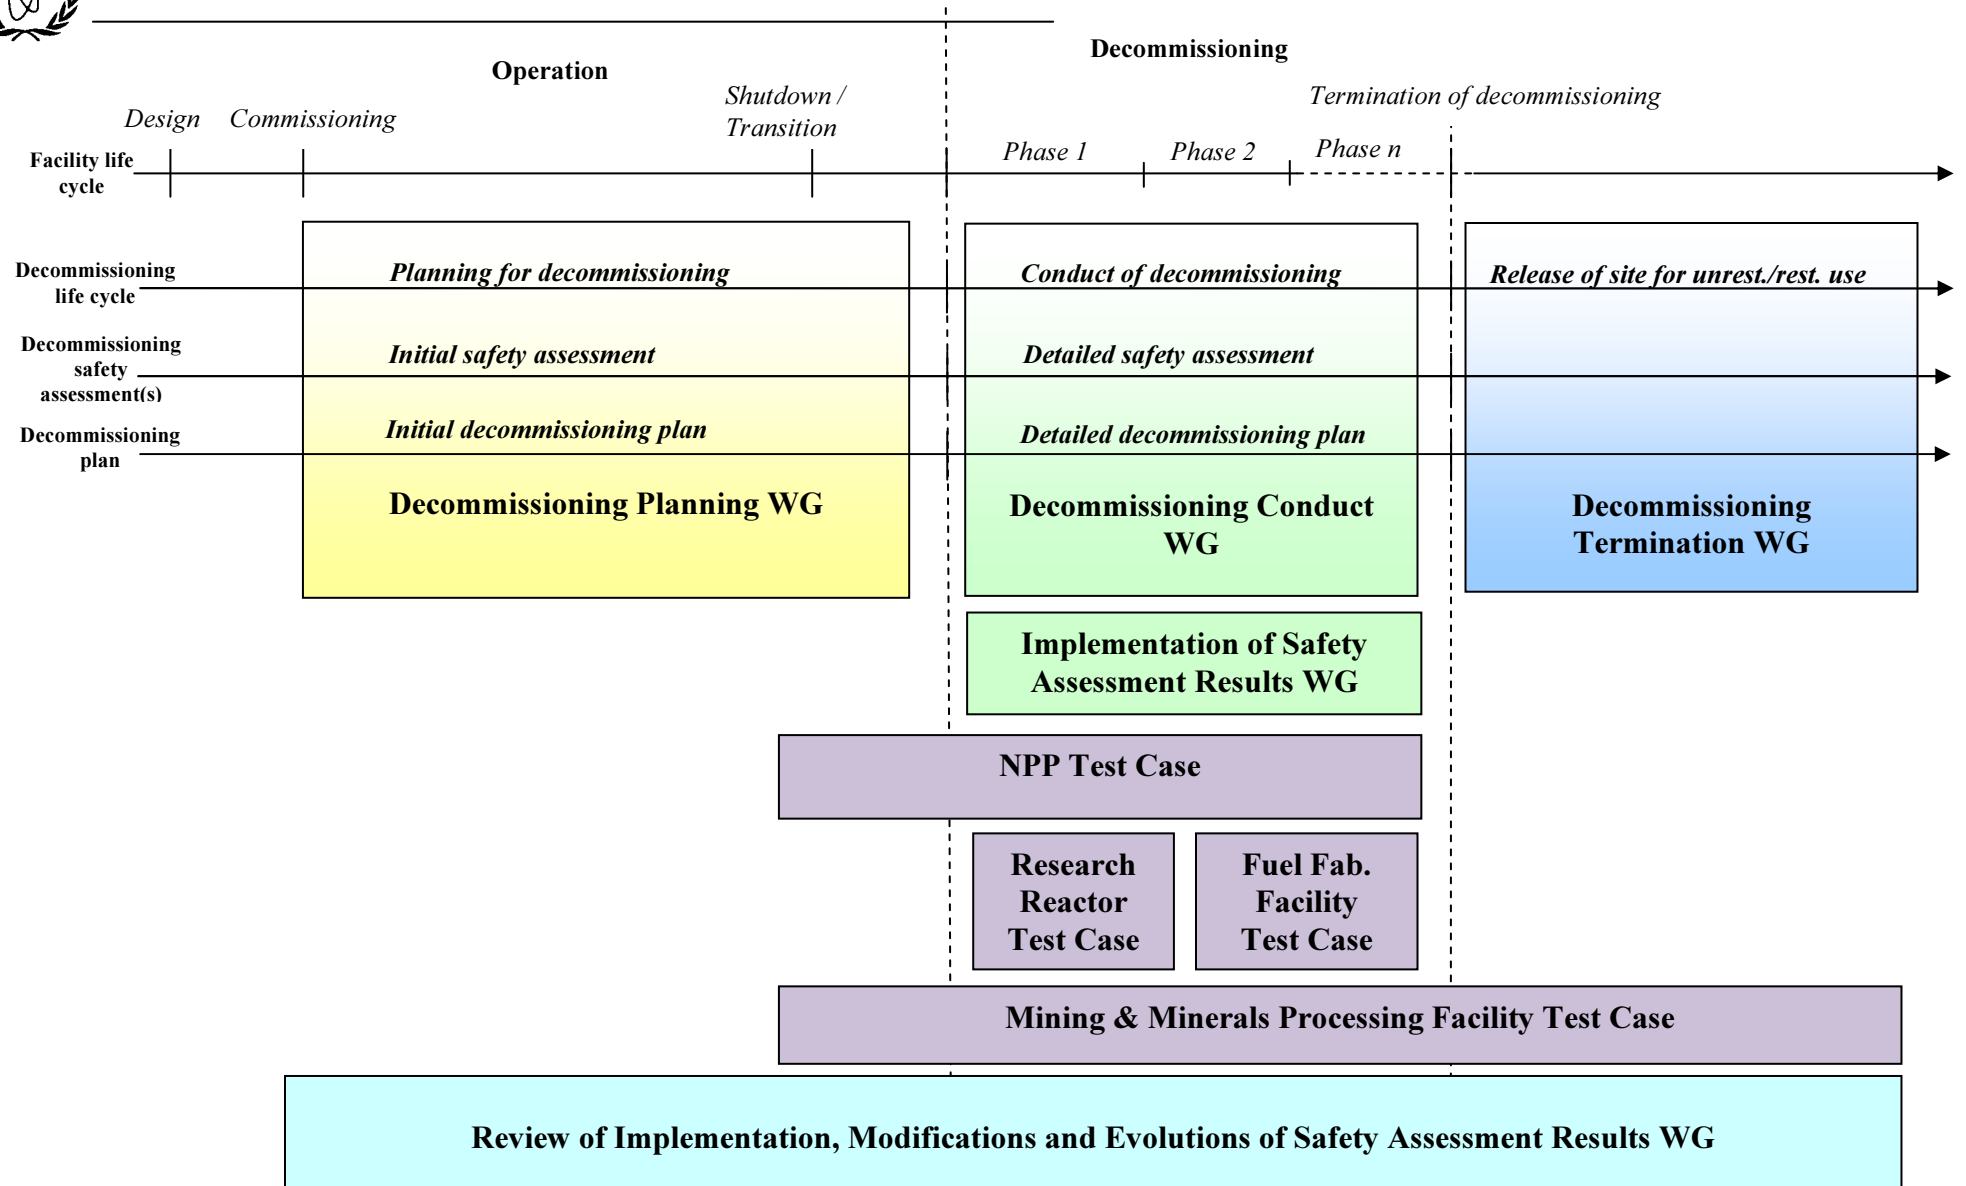 Decommissioning
Operation
Shutdown /
Transition
Termination of decommissioning
Design
Commissioning
Facility life
cycle
Phase 1
Phase 2
Phase n
Decommissioning
life cycle
Planning for decommissioning
Conduct of decommissioning
Release of site for unrest./rest. use
Decommissioning
safety
assessment(s)
Initial safety assessment
Detailed safety assessment
Decommissioning
plan
Initial decommissioning plan
Detailed decommissioning plan
Decommissioning Planning WG
Decommissioning Conduct
WG
Decommissioning
Termination WG
Implementation of Safety
Assessment Results WG
NPP Test Case
Research
Reactor
Test Case
Fuel Fab.
Facility
Test Case
Mining & Minerals Processing Facility Test Case
Review of Implementation, Modifications and Evolutions of Safety Assessment Results WG